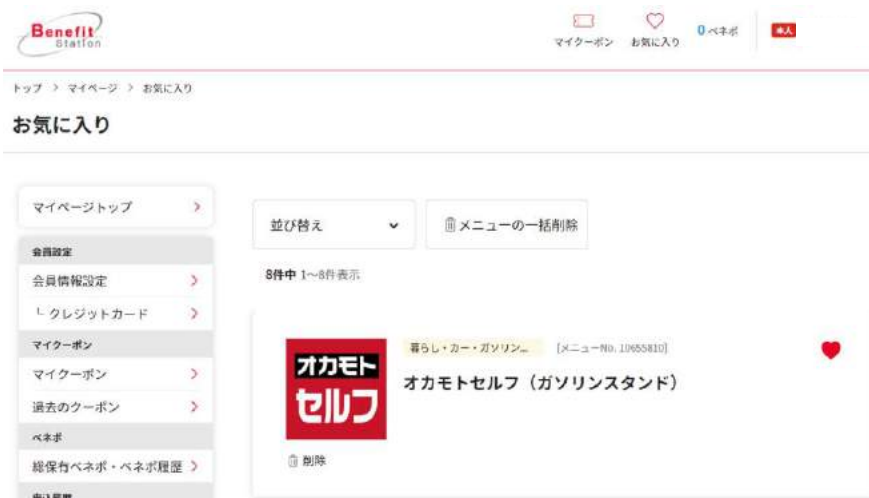 Benefit
Station
マイクーポン
お気に入り
0 ベネポ
本人
トップ > マイページ > お気に入り
お気に入り
マイページトップ
会員設定
会員情報設定
└ クレジットカード
マイクーポン
マイクーポン
過去のクーポン
ベネポ
総保有ベネポ・ベネポ履歴
申込履歴
並び替え
メニューの一括削除
8件中 1～8件表示
オカモト
セルフ
暮らし・カー・ガソリン…
[メニューNo. 10655810]
オカモトセルフ（ガソリンスタンド）
削除